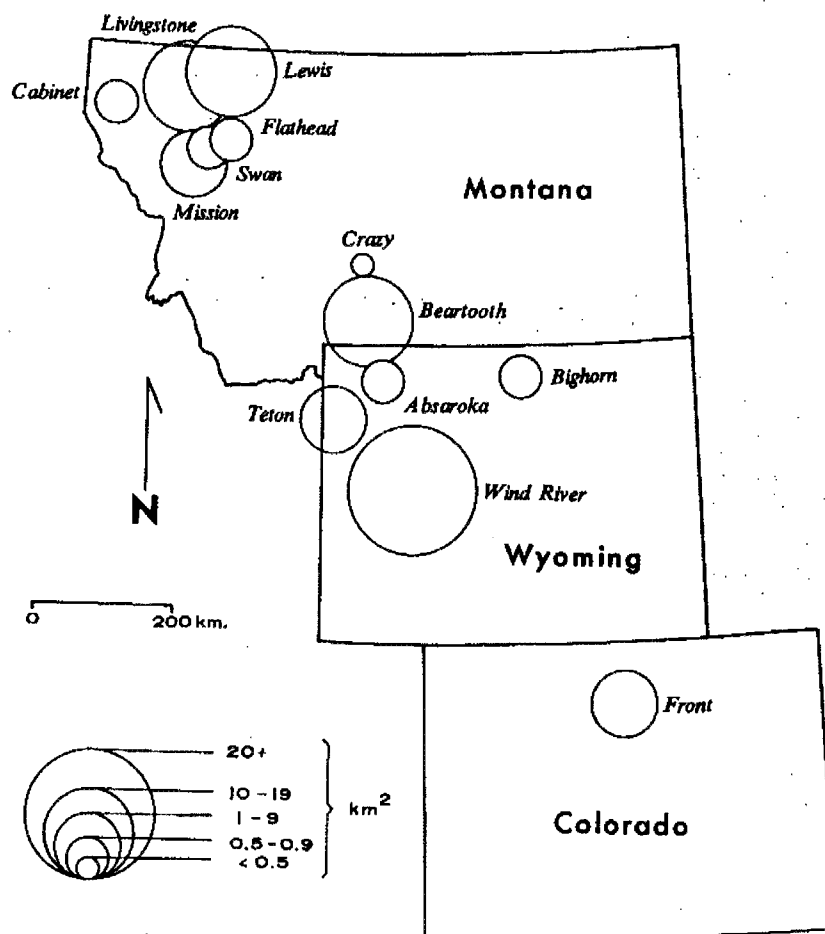 Livingstone
Lewis
Cabinet
Flathead
Swan
Mission
Montana
Crazy
Beartooth
Bighorn
Absaroka
Teton
Wind River
N
Wyoming
0 200 km.
Front
20+
10-19
1-9
0.5-0.9
<0.5
km²
Colorado